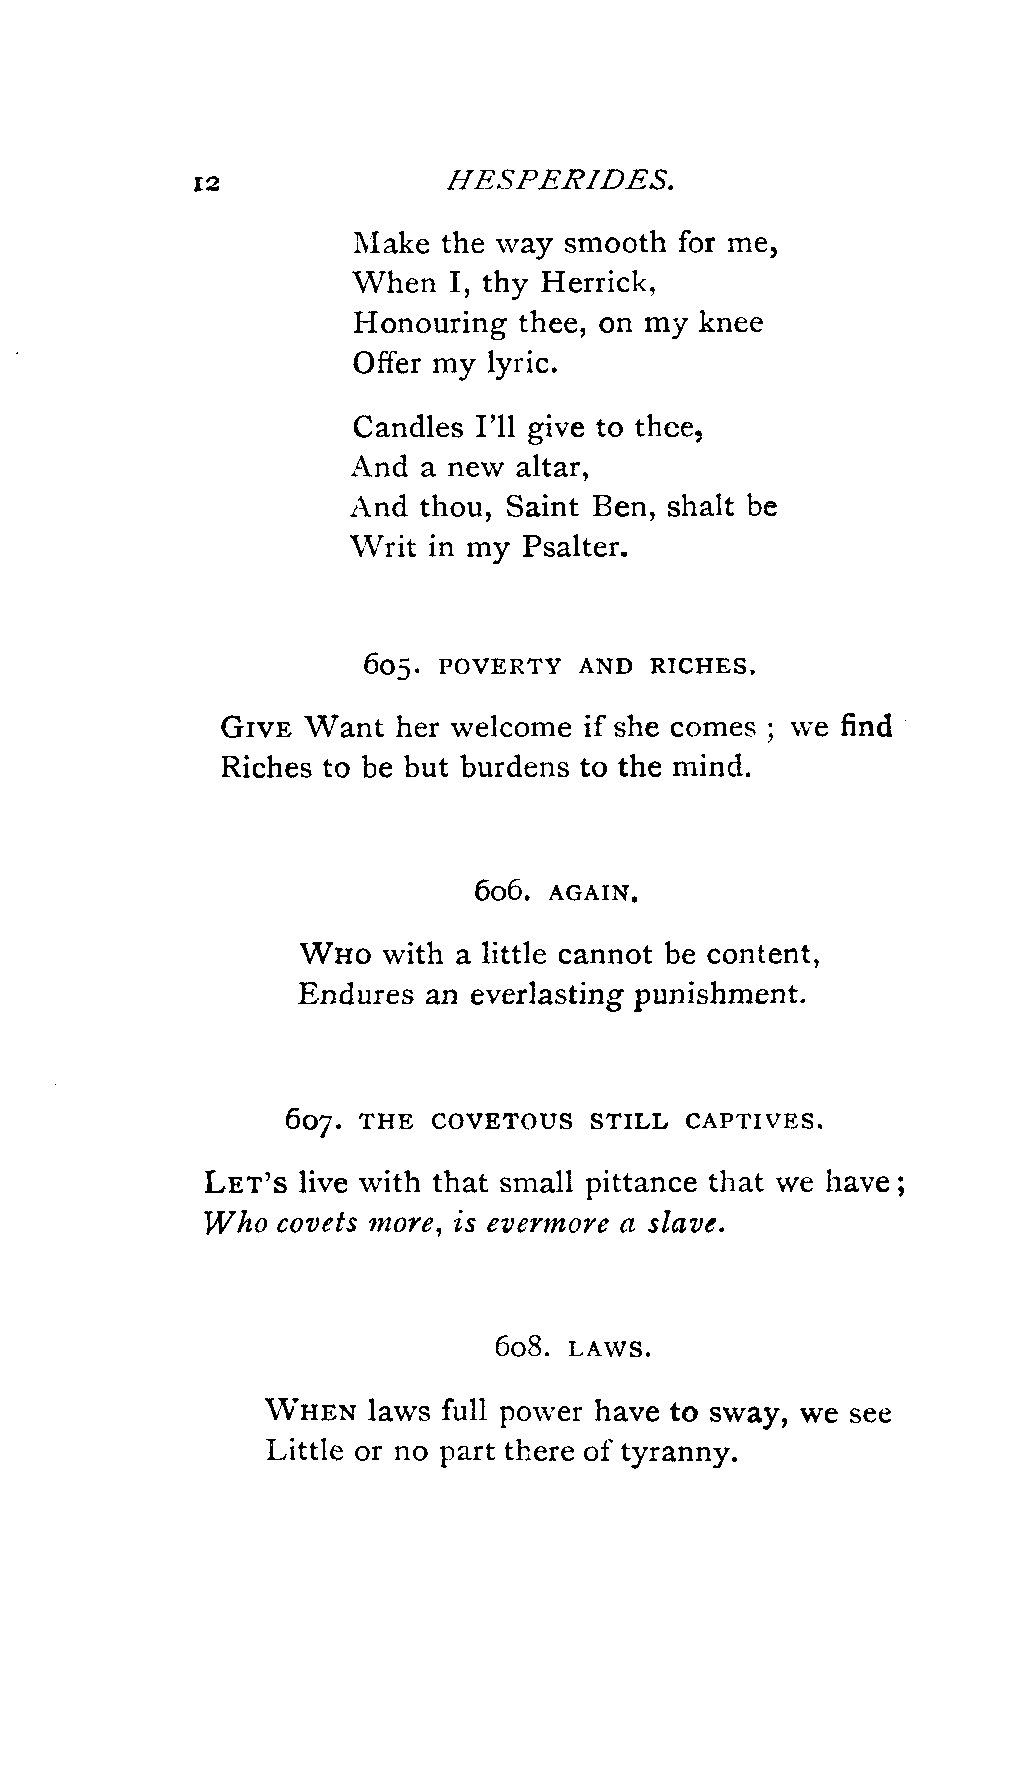 12 HESPERIDES.
Make the way smooth for me,
When I, thy Herrick,
Honouring thee, on my knee
Offer my lyric.
Candles I'll give to thee,
And a new altar,
And thou, Saint Ben, shalt be
Writ in my Psalter.
605. POVERTY AND RICHES.
GIVE Want her welcome if she comes ; we find
Riches to be but burdens to the mind.
606. AGAIN.
WHO with a little cannot be content,
Endures an everlasting punishment.
607. THE COVETOUS STILL CAPTIVES.
LET'S live with that small pittance that we have ;
Who covets more, is evermore a slave.
608. LAWS.
WHEN laws full power have to sway, we see
Little or no part there of tyranny.